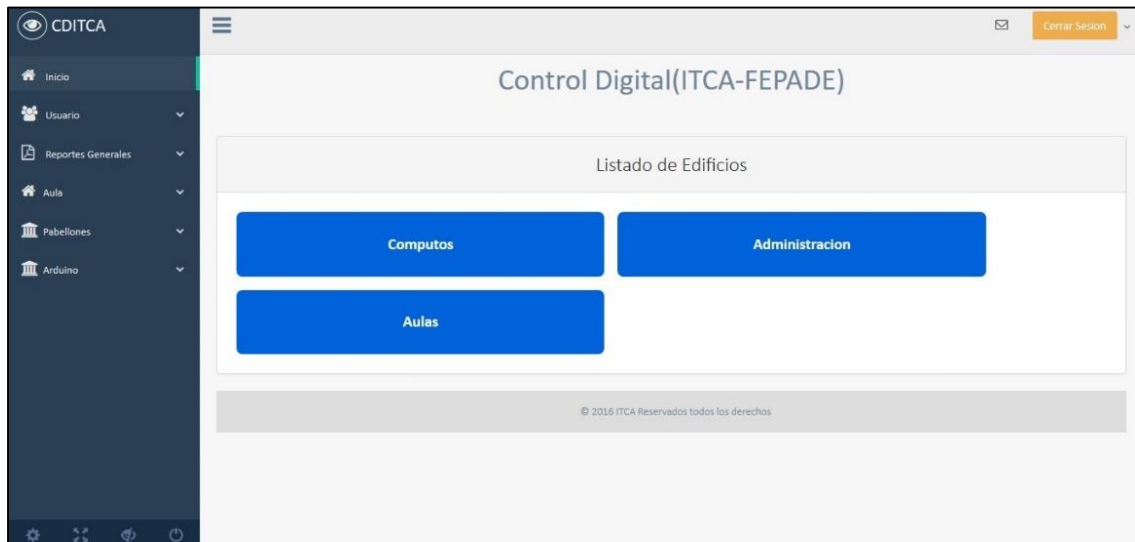 CDITCA
Cerrar Sesion
Inicio
Usuario
Reportes Generales
Aula
Pabellones
Arduino
Control Digital(ITCA-FEPADE)
Listado de Edificios
Computos
Administracion
Aulas
© 2016 ITCA Reservados todos los derechos